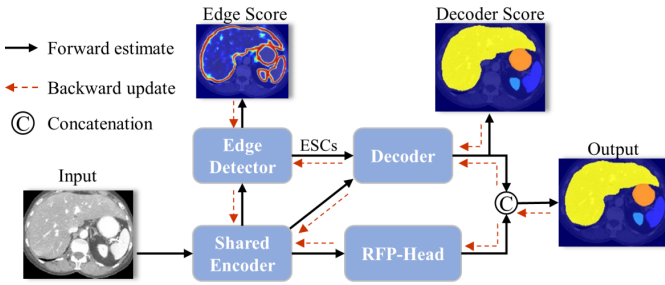 Edge Score
Decoder Score
Forward estimate
Backward update
© Concatenation
ESCs
Edge
Detector
Decoder
Input
Output
C
Shared
Encoder
RFP-Head